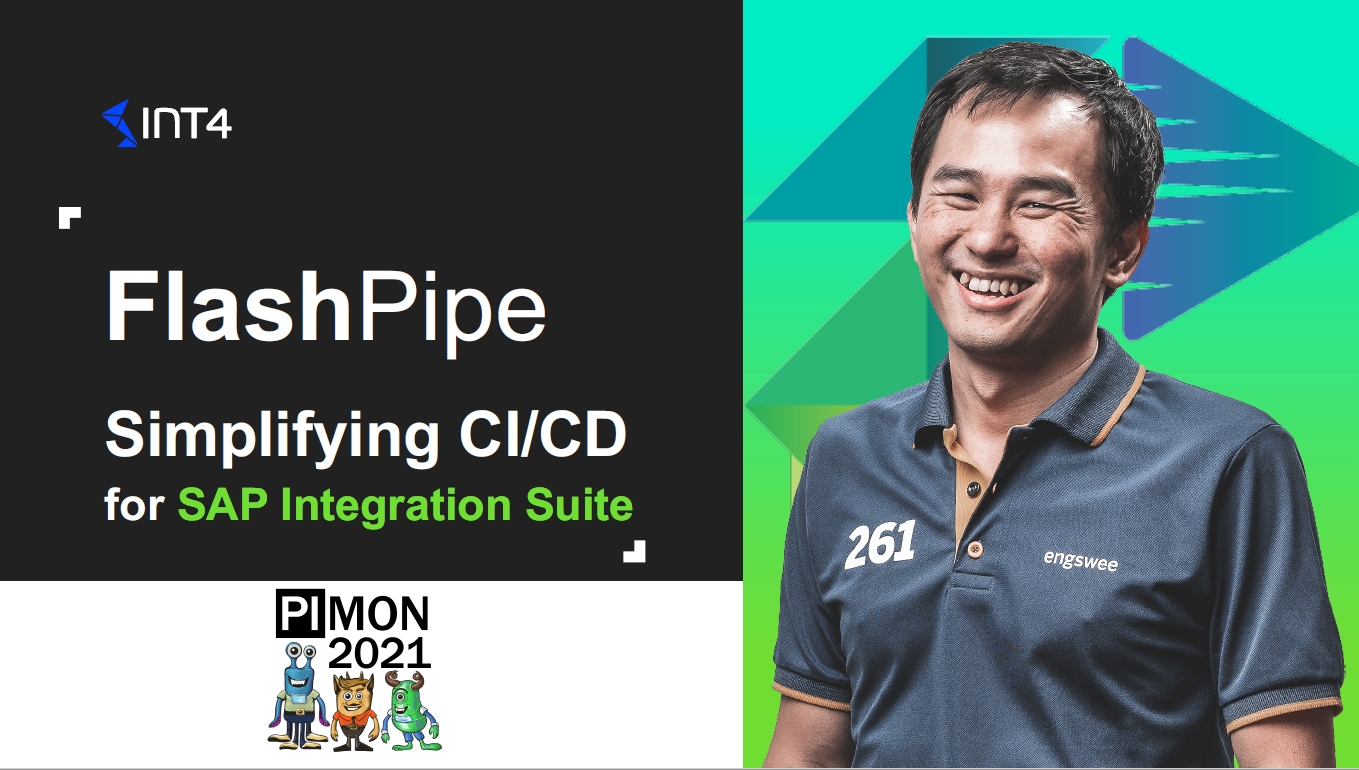 INT4
FlashPipe
Simplifying CI/CD
for SAP Integration Suite
PIMON
2021
261
engswee